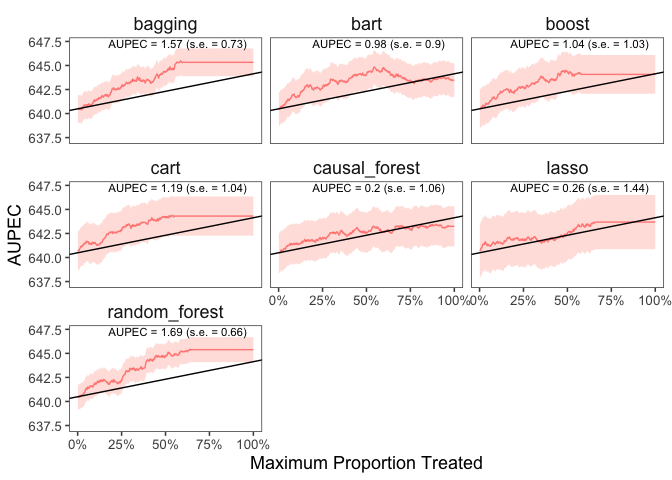 bagging
bart
boost
AUPEC = 1.57 (s.e. = 0.73)
AUPEC = 0.98 (s.e. = 0.9)
AUPEC = 1.04 (s.e. = 1.03)
647.5
645.0
642.5
640.0
637.5
cart
causal_forest
lasso
AUPEC = 1.19 (s.e. = 1.04)
AUPEC = 0.2 (s.e. = 1.06)
AUPEC = 0.26 (s.e. = 1.44)
647.5
645.0
642.5
640.0
637.5
AUPEC
0% 25% 50% 75% 100%
0% 25% 50% 75% 100%
random_forest
AUPEC = 1.69 (s.e. = 0.66)
647.5
645.0
642.5
640.0
637.5
0% 25% 50% 75% 100%
Maximum Proportion Treated